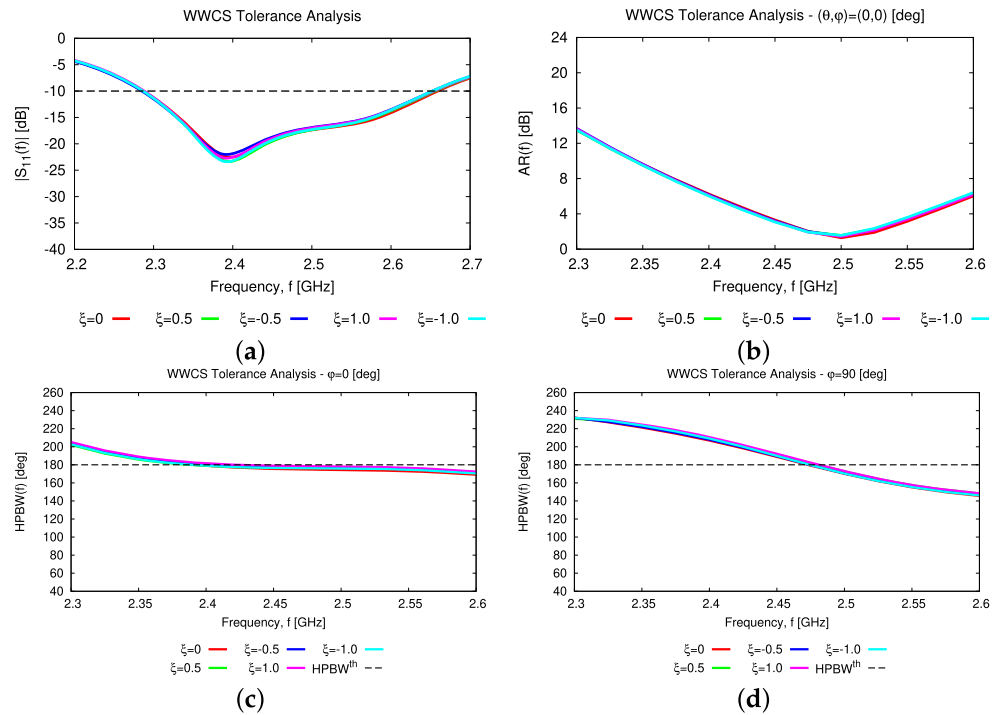 WWCS Tolerance Analysis
|S11(f)| [dB]
0
-5
-10
-15
-20
-25
-30
-35
-40
2.2 2.3 2.4 2.5 2.6 2.7
Frequency, f [GHz]
ξ=0 ξ=0.5 ξ=-0.5 ξ=1.0 ξ=-1.0
(a)
WWCS Tolerance Analysis - (θ,φ)=(0,0) [deg]
AR(f) [dB]
24
20
16
12
8
4
0
2.3 2.35 2.4 2.45 2.5 2.55 2.6
Frequency, f [GHz]
ξ=0 ξ=0.5 ξ=-0.5 ξ=1.0 ξ=-1.0
(b)
WWCS Tolerance Analysis - φ=0 [deg]
HPBW(f) [deg]
260
240
220
200
180
160
140
120
100
80
60
40
2.3 2.35 2.4 2.45 2.5 2.55 2.6
Frequency, f [GHz]
ξ=0 ξ=-0.5 ξ=-1.0
ξ=0.5 ξ=1.0 HPBWth
(c)
WWCS Tolerance Analysis - φ=90 [deg]
HPBW(f) [deg]
260
240
220
200
180
160
140
120
100
80
60
40
2.3 2.35 2.4 2.45 2.5 2.55 2.6
Frequency, f [GHz]
ξ=0 ξ=-0.5 ξ=-1.0
ξ=0.5 ξ=1.0 HPBWth
(d)